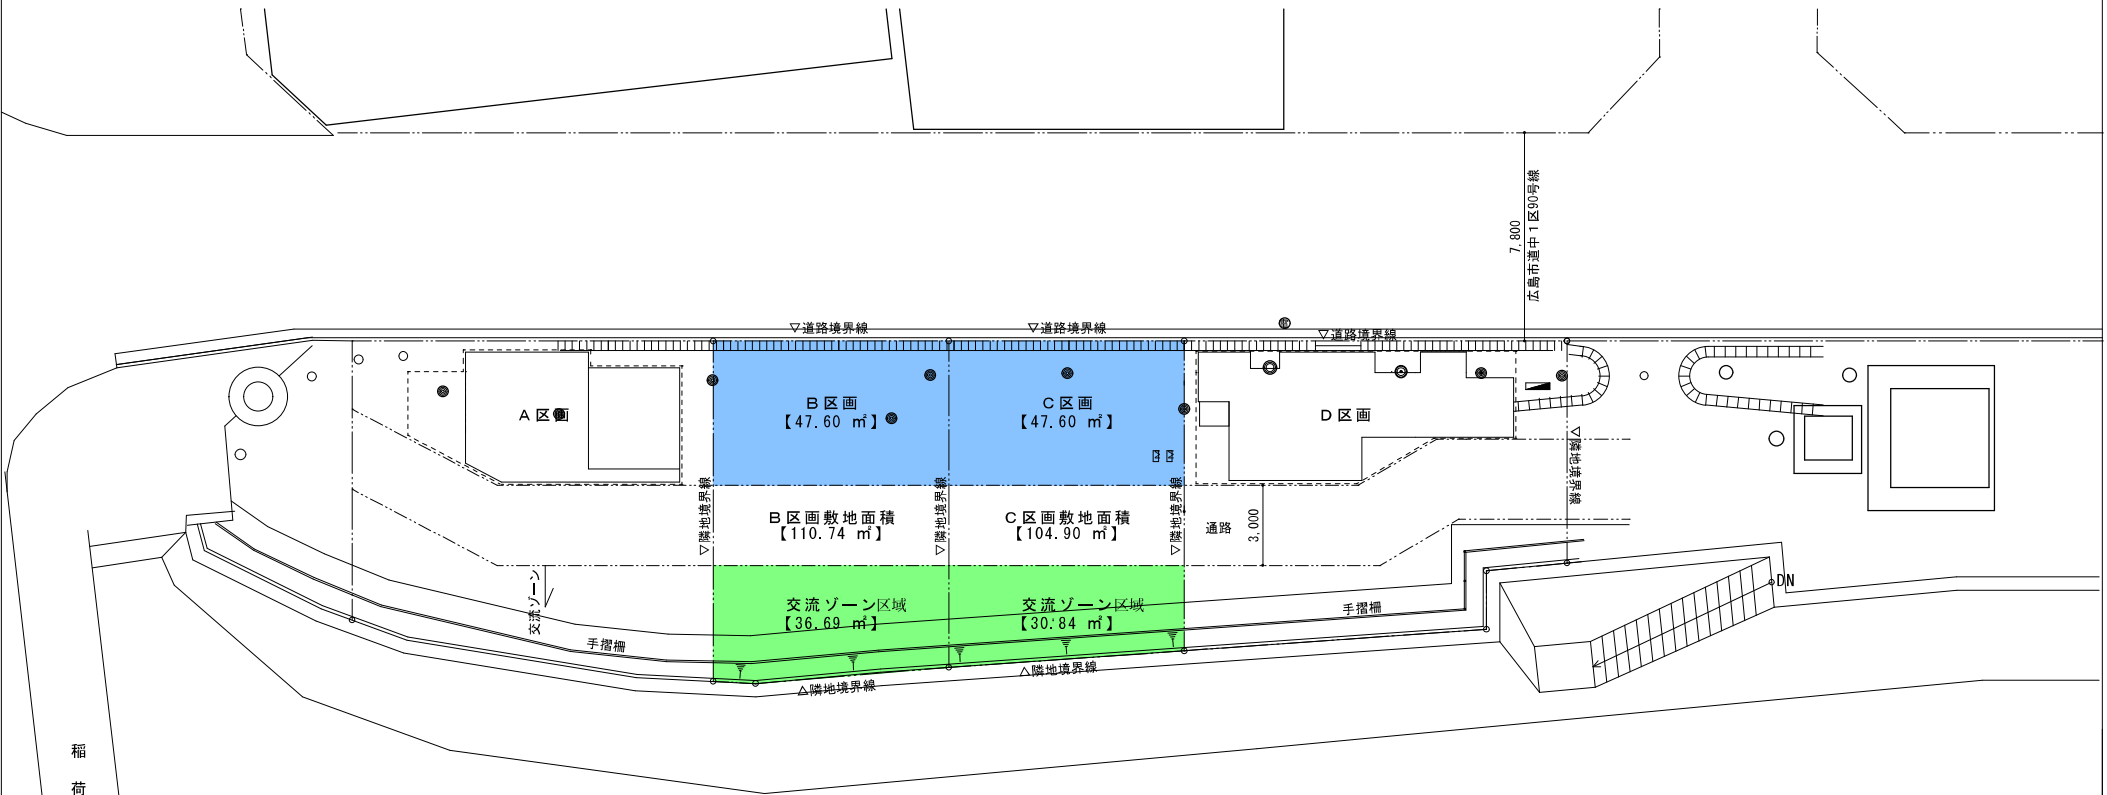 7,800
広島市道中1区90号線
▽道路境界線
▽道路境界線
▽道路境界線
A区画
B区画
【47.60 ㎡】
C区画
【47.60 ㎡】
D区画
▽隣地境界線
▽隣地境界線
▽隣地境界線
▽隣地境界線
B区画敷地面積
【110.74 ㎡】
C区画敷地面積
【104.90 ㎡】
通路
3,000
交流ゾーン
交流ゾーン区域
【36.69 ㎡】
交流ゾーン区域
【30.84 ㎡】
手摺柵
手摺柵
DN
△隣地境界線
△隣地境界線
稲
荷